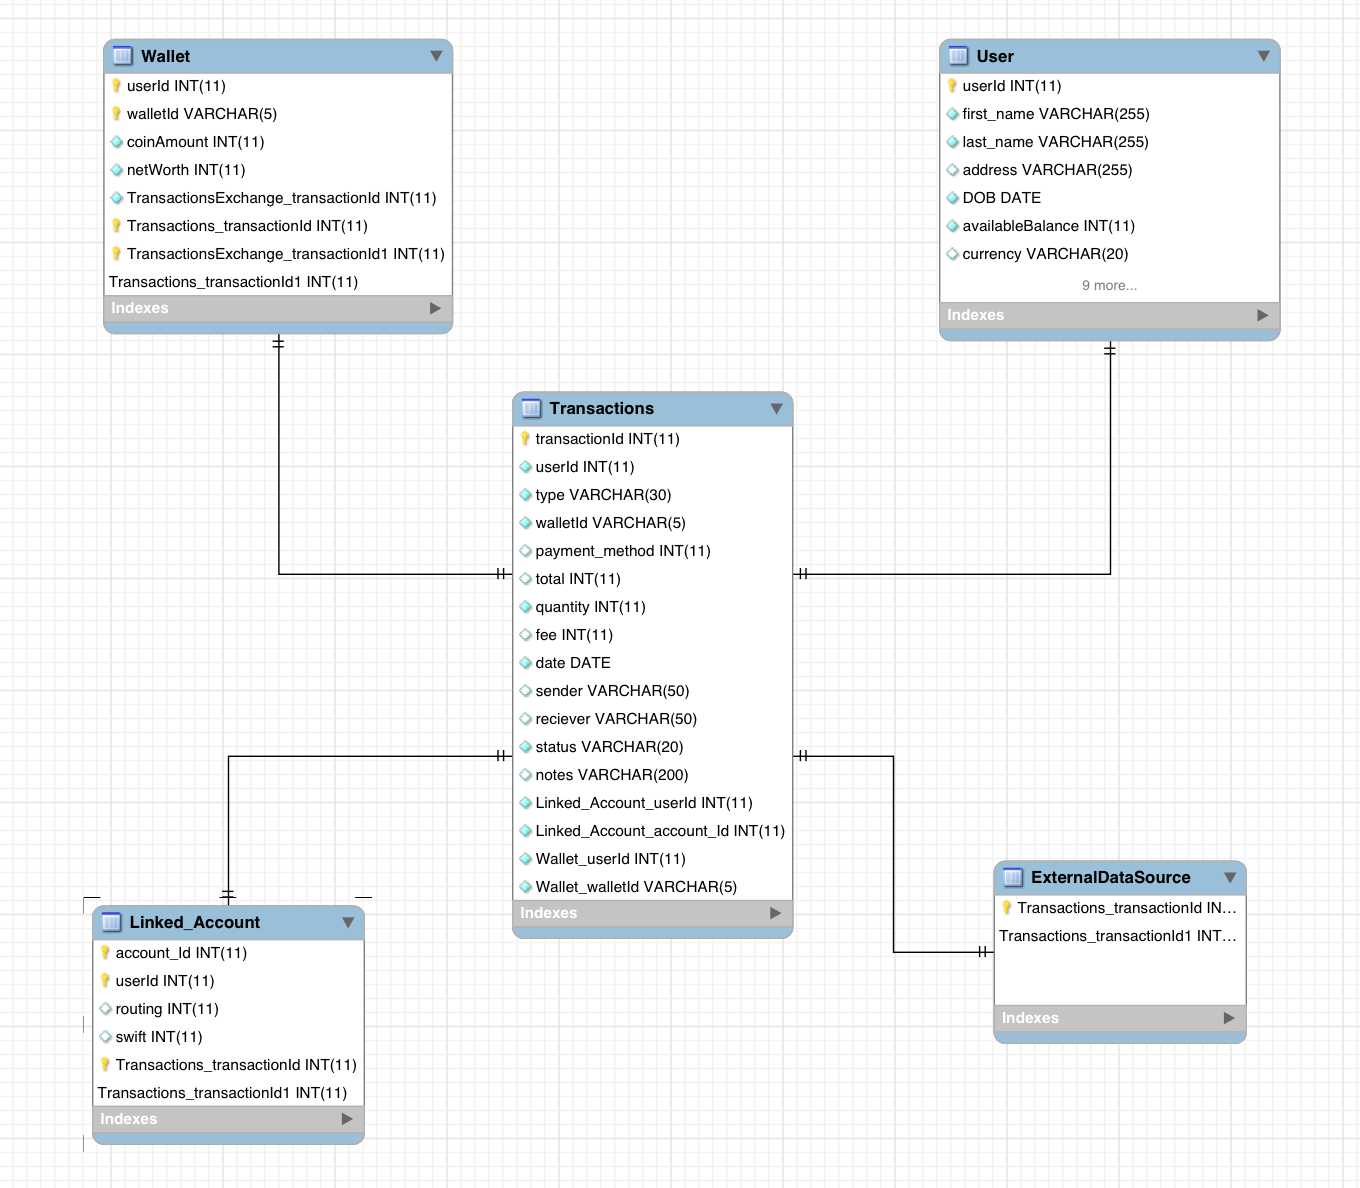 Wallet
userId INT(11)
walletId VARCHAR(5)
coinAmount INT(11)
netWorth INT(11)
TransactionsExchange_transactionId INT(11)
Transactions_transactionId INT(11)
TransactionsExchange_transactionId1 INT(11)
Transactions_transactionId1 INT(11)
Indexes
User
userId INT(11)
first_name VARCHAR(255)
last_name VARCHAR(255)
address VARCHAR(255)
DOB DATE
availableBalance INT(11)
currency VARCHAR(20)
9 more...
Indexes
Transactions
transactionId INT(11)
userId INT(11)
type VARCHAR(30)
walletId VARCHAR(5)
payment_method INT(11)
total INT(11)
quantity INT(11)
fee INT(11)
date DATE
sender VARCHAR(50)
reciever VARCHAR(50)
status VARCHAR(20)
notes VARCHAR(200)
Linked_Account_userId INT(11)
Linked_Account_account_Id INT(11)
Wallet_userId INT(11)
Wallet_walletId VARCHAR(5)
Indexes
Linked_Account
account_Id INT(11)
userId INT(11)
routing INT(11)
swift INT(11)
Transactions_transactionId INT(11)
Transactions_transactionId1 INT(11)
Indexes
ExternalDataSource
Transactions_transactionId IN...
Transactions_transactionId1 INT...
Indexes